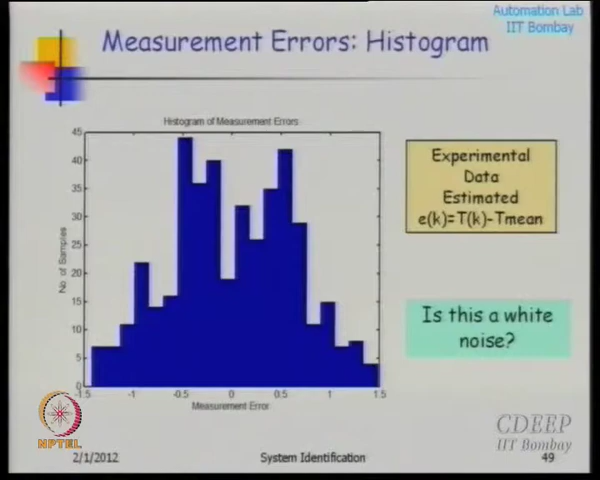 Automation Lab
IIT Bombay
Measurement Errors: Histogram
Histogram of Measurement Errors
45
40
35
30
25
20
15
10
5
0
No of Samples
-1.5 -1 -0.5 0 0.5 1 1.5
Measurement Error
Experimental
Data
Estimated
e(k)=T(k)-Tmean
Is this a white
noise?
NPTEL
CDEEP
IIT Bombay
2/1/2012 System Identification 49